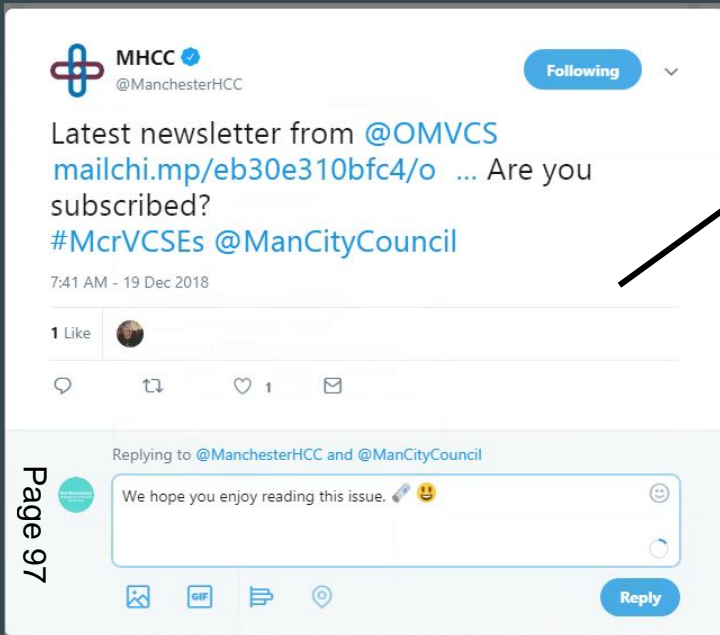 MHCC
@ManchesterHCC
Following
Latest newsletter from @OMVCS
mailchi.mp/eb30e310bfc4/o ... Are you
subscribed?
#McrVCSEs @ManCityCouncil
7:41 AM - 19 Dec 2018
1 Like
1
Replying to @ManchesterHCC and @ManCityCouncil
We hope you enjoy reading this issue. 🗞️ 😃
GIF
Reply
Page 97